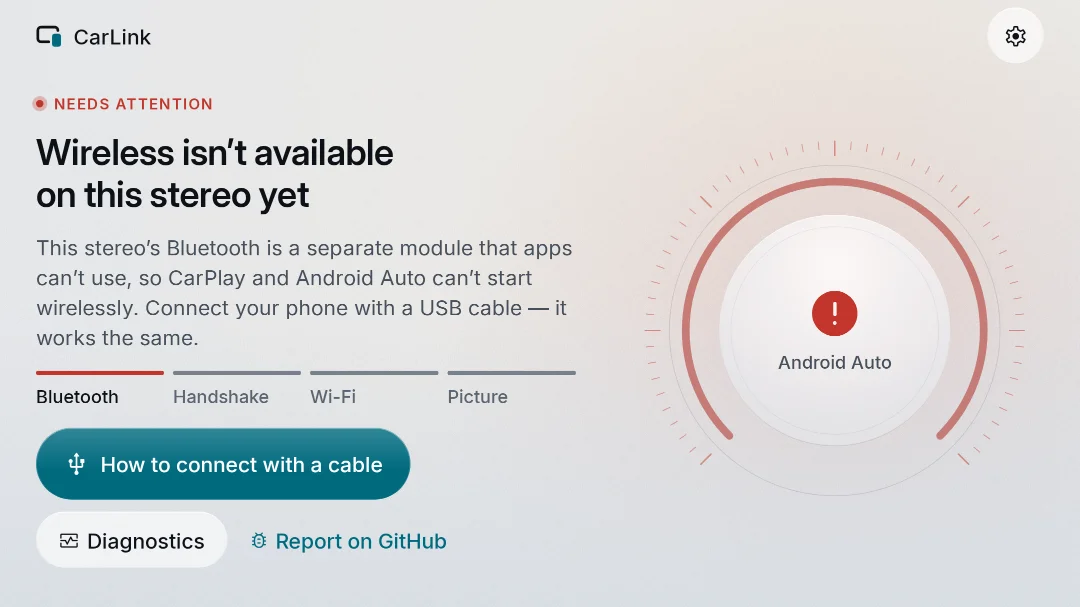 CarLink
NEEDS ATTENTION
Wireless isn’t available
on this stereo yet
This stereo’s Bluetooth is a separate module that apps
can’t use, so CarPlay and Android Auto can’t start
wirelessly. Connect your phone with a USB cable — it
works the same.
Bluetooth Handshake Wi-Fi Picture
How to connect with a cable
Diagnostics Report on GitHub
Android Auto